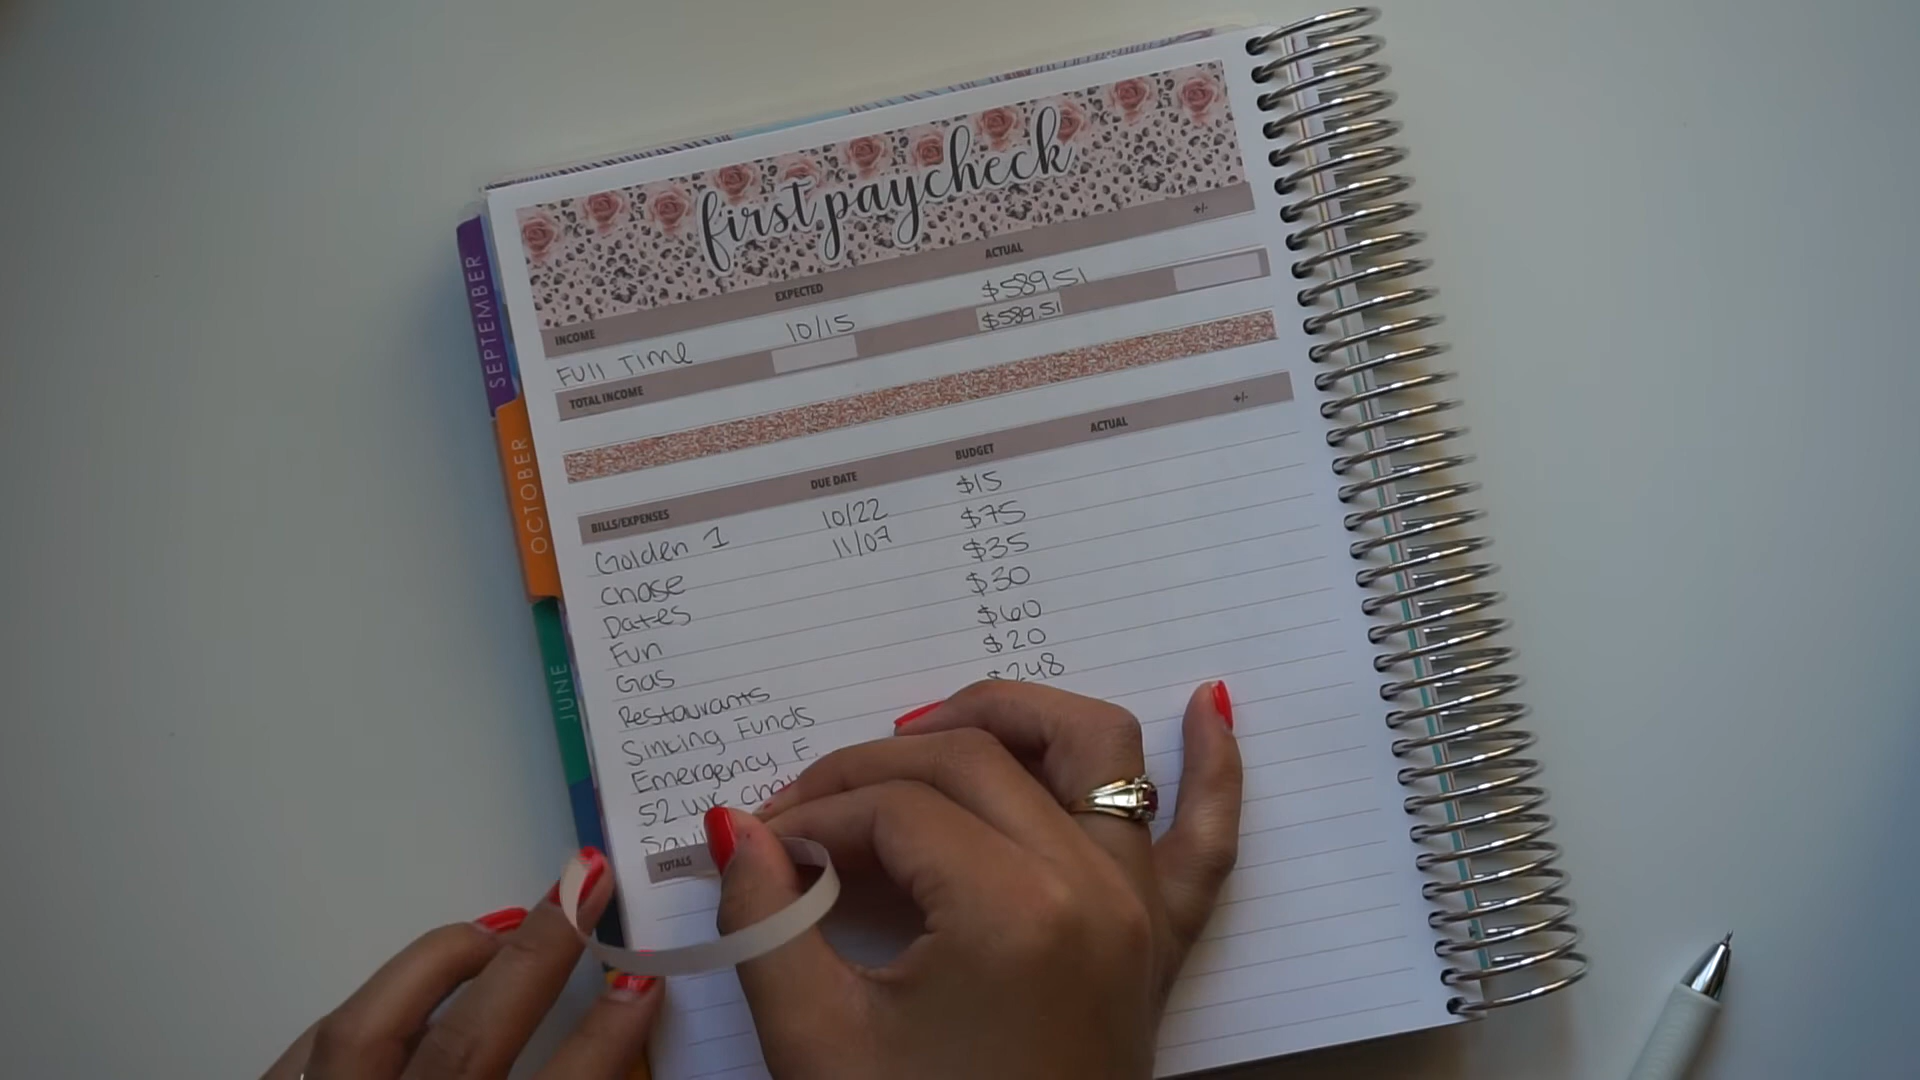 first paycheck
INCOME EXPECTED ACTUAL +/-
Full Time 10/15 $589.51
TOTAL INCOME $589.51
BILLS/EXPENSES DUE DATE BUDGET ACTUAL +/-
Golden 1 10/22 $15
Chase 11/07 $75
Dates $35
Fun $30
Gas $60
Restaurants $20
Sinking Funds $248
Emergency F.
52 WK
TOTALS
SEPTEMBER
OCTOBER
JUNE